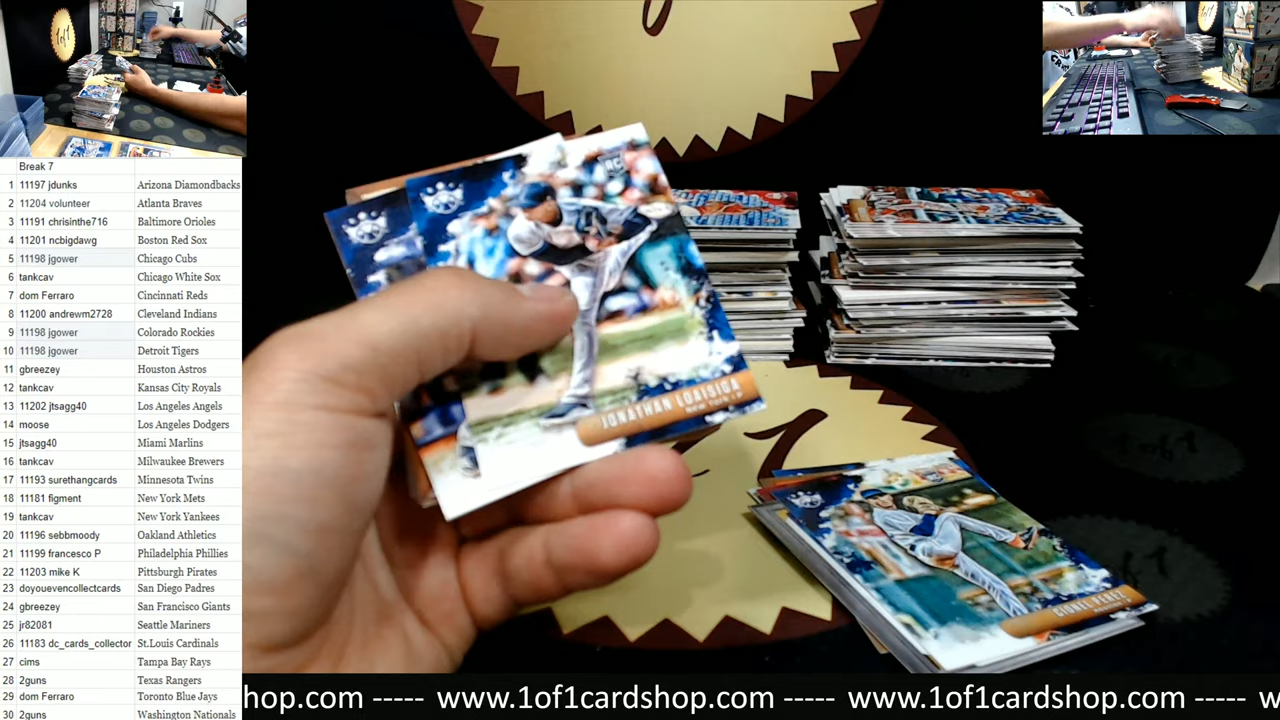 1of1
Break 7
1 11197 jdunks Arizona Diamondbacks
2 11204 volunteer Atlanta Braves
3 11191 chrisinthe716 Baltimore Orioles
4 11201 ncbigdawg Boston Red Sox
5 11198 jgower Chicago Cubs
6 tankcav Chicago White Sox
7 dom Ferraro Cincinnati Reds
8 11200 andrewm2728 Cleveland Indians
9 11198 jgower Colorado Rockies
10 11198 jgower Detroit Tigers
11 gbreezey Houston Astros
12 tankcav Kansas City Royals
13 11202 jtsagg40 Los Angeles Angels
14 moose Los Angeles Dodgers
15 jtsagg40 Miami Marlins
16 tankcav Milwaukee Brewers
17 11193 surethangcards Minnesota Twins
18 11181 figment New York Mets
19 tankcav New York Yankees
20 11196 sebbmoody Oakland Athletics
21 11199 francesco P Philadelphia Phillies
22 11203 mike K Pittsburgh Pirates
23 doyouevencollectcards San Diego Padres
24 gbreezey San Francisco Giants
25 jr82081 Seattle Mariners
26 11183 dc_cards_collector St.Louis Cardinals
27 cims Tampa Bay Rays
28 2guns Texas Rangers
29 dom Ferraro Toronto Blue Jays
30 2guns Washington Nationals
RC
JONATHAN LOAISIGA
NEW YORK
hop.com ----- www.1of1cardshop.com ----- www.1of1cardshop.com ----- w